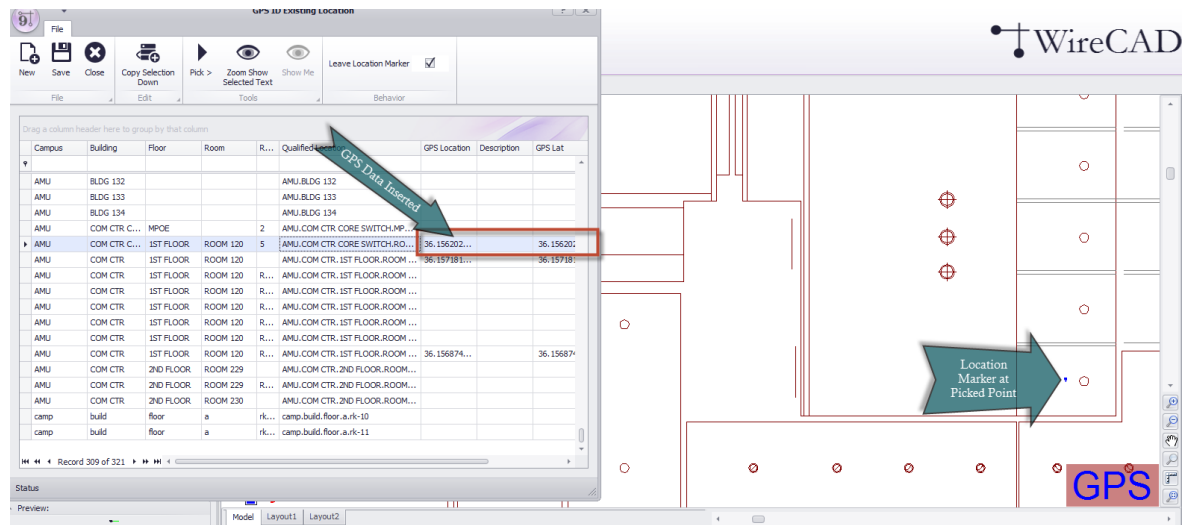 GPS ID Existing Location
File
New Save Close Copy Selection Down Pick > Zoom Show Selected Text Show Me Leave Location Marker
File Edit Tools Behavior
WireCAD
Drag a column header here to group by that column
Campus Building Floor Room R... Qualified Location GPS Location Description GPS Lat
GPS Data Inserted
AMU BLDG 132 AMU.BLDG 132
AMU BLDG 133 AMU.BLDG 133
AMU BLDG 134 AMU.BLDG 134
AMU COM CTR C... MPOE 2 AMU.COM CTR CORE SWITCH.MP...
AMU COM CTR C... 1ST FLOOR ROOM 120 5 AMU.COM CTR CORE SWITCH.RO... 36.156202... 36.156202
AMU COM CTR 1ST FLOOR ROOM 120 AMU.COM CTR.1ST FLOOR.ROOM ... 36.157181... 36.157181
AMU COM CTR 1ST FLOOR ROOM 120 R... AMU.COM CTR.1ST FLOOR.ROOM ...
AMU COM CTR 1ST FLOOR ROOM 120 R... AMU.COM CTR.1ST FLOOR.ROOM ...
AMU COM CTR 1ST FLOOR ROOM 120 R... AMU.COM CTR.1ST FLOOR.ROOM ...
AMU COM CTR 1ST FLOOR ROOM 120 R... AMU.COM CTR.1ST FLOOR.ROOM ...
AMU COM CTR 1ST FLOOR ROOM 120 R... AMU.COM CTR.1ST FLOOR.ROOM ...
AMU COM CTR 1ST FLOOR ROOM 120 R... AMU.COM CTR.1ST FLOOR.ROOM ... 36.156874... 36.156874
AMU COM CTR 2ND FLOOR ROOM 229 AMU.COM CTR.2ND FLOOR.ROOM...
AMU COM CTR 2ND FLOOR ROOM 229 R... AMU.COM CTR.2ND FLOOR.ROOM...
AMU COM CTR 2ND FLOOR ROOM 230 AMU.COM CTR.2ND FLOOR.ROOM...
camp build floor a rk... camp.build.floor.a.rk-10
camp build floor a rk... camp.build.floor.a.rk-11
Record 309 of 321
Status
Preview:
Model Layout1 Layout2
Location
Marker at
Picked Point
GPS